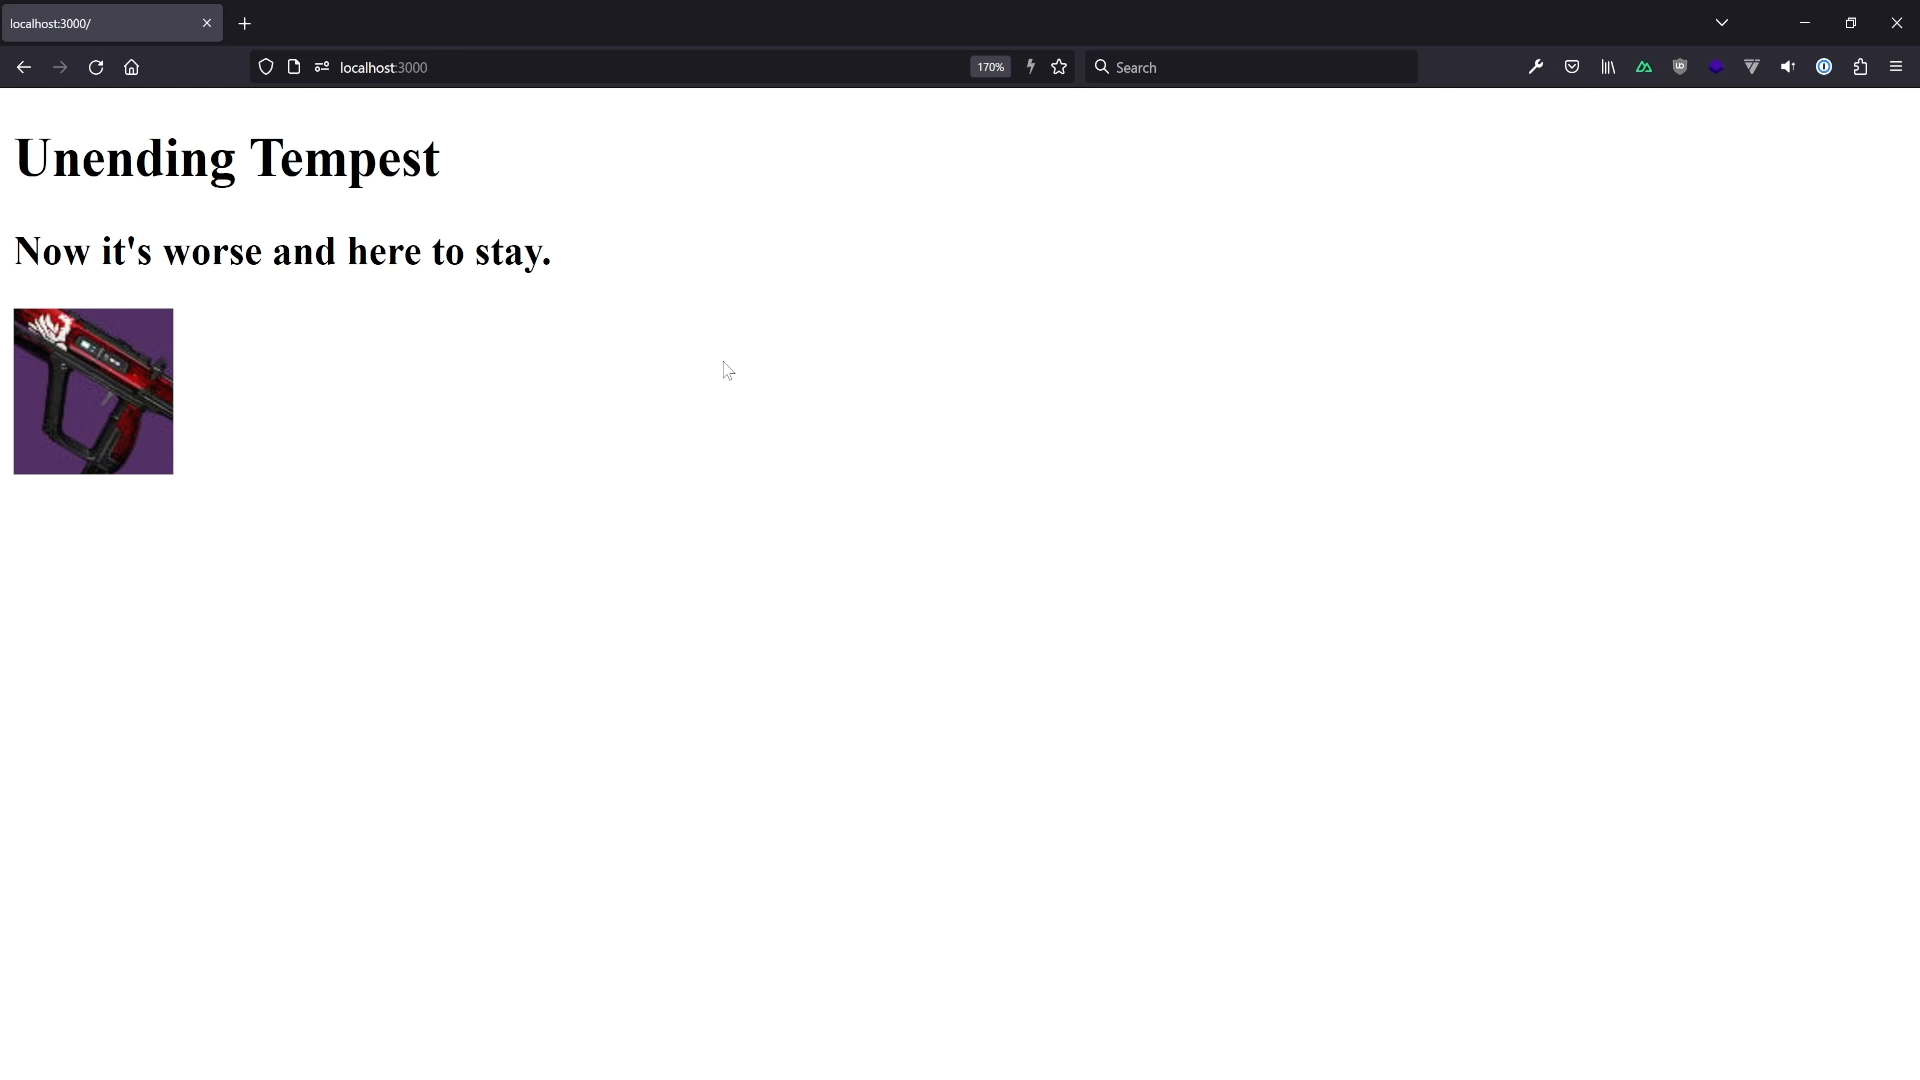 localhost:3000/
localhost:3000
170%
Search
Unending Tempest
Now it's worse and here to stay.